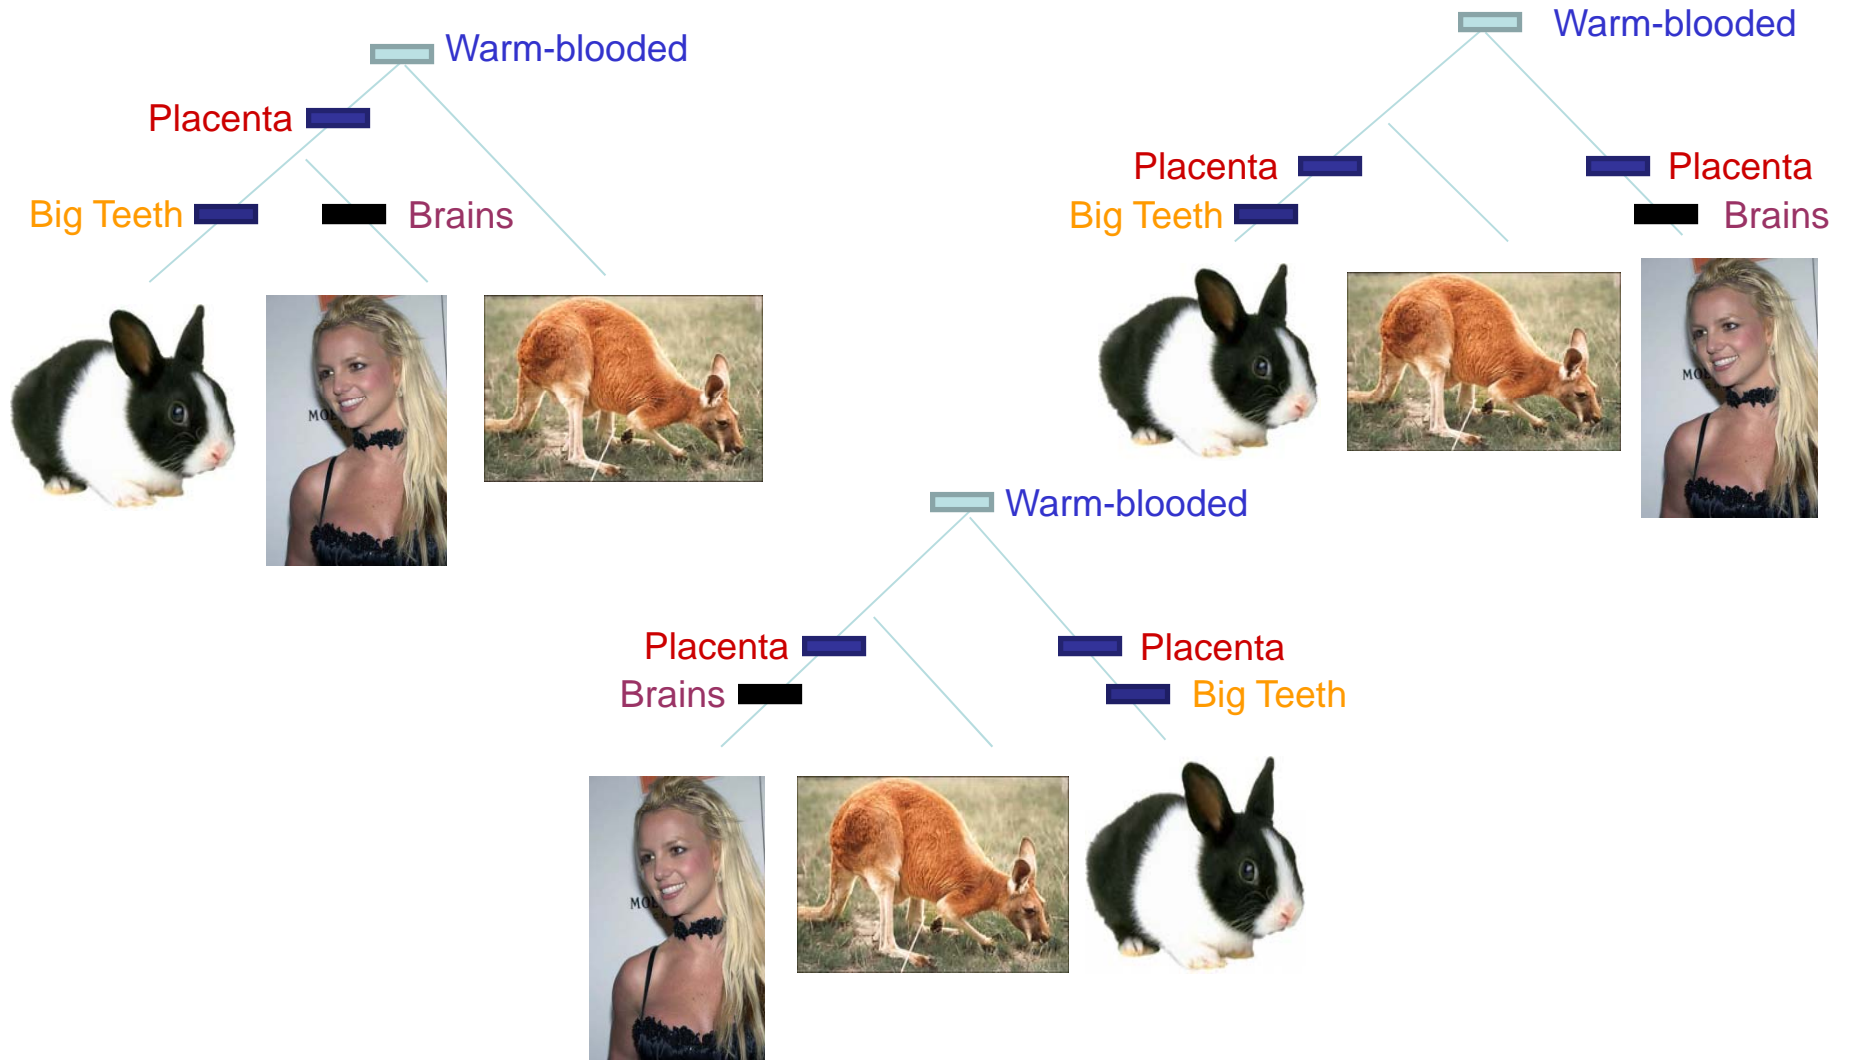 Warm-blooded
Placenta
Big Teeth
Brains
Warm-blooded
Placenta
Placenta
Big Teeth
Brains
Warm-blooded
Placenta
Placenta
Brains
Big Teeth